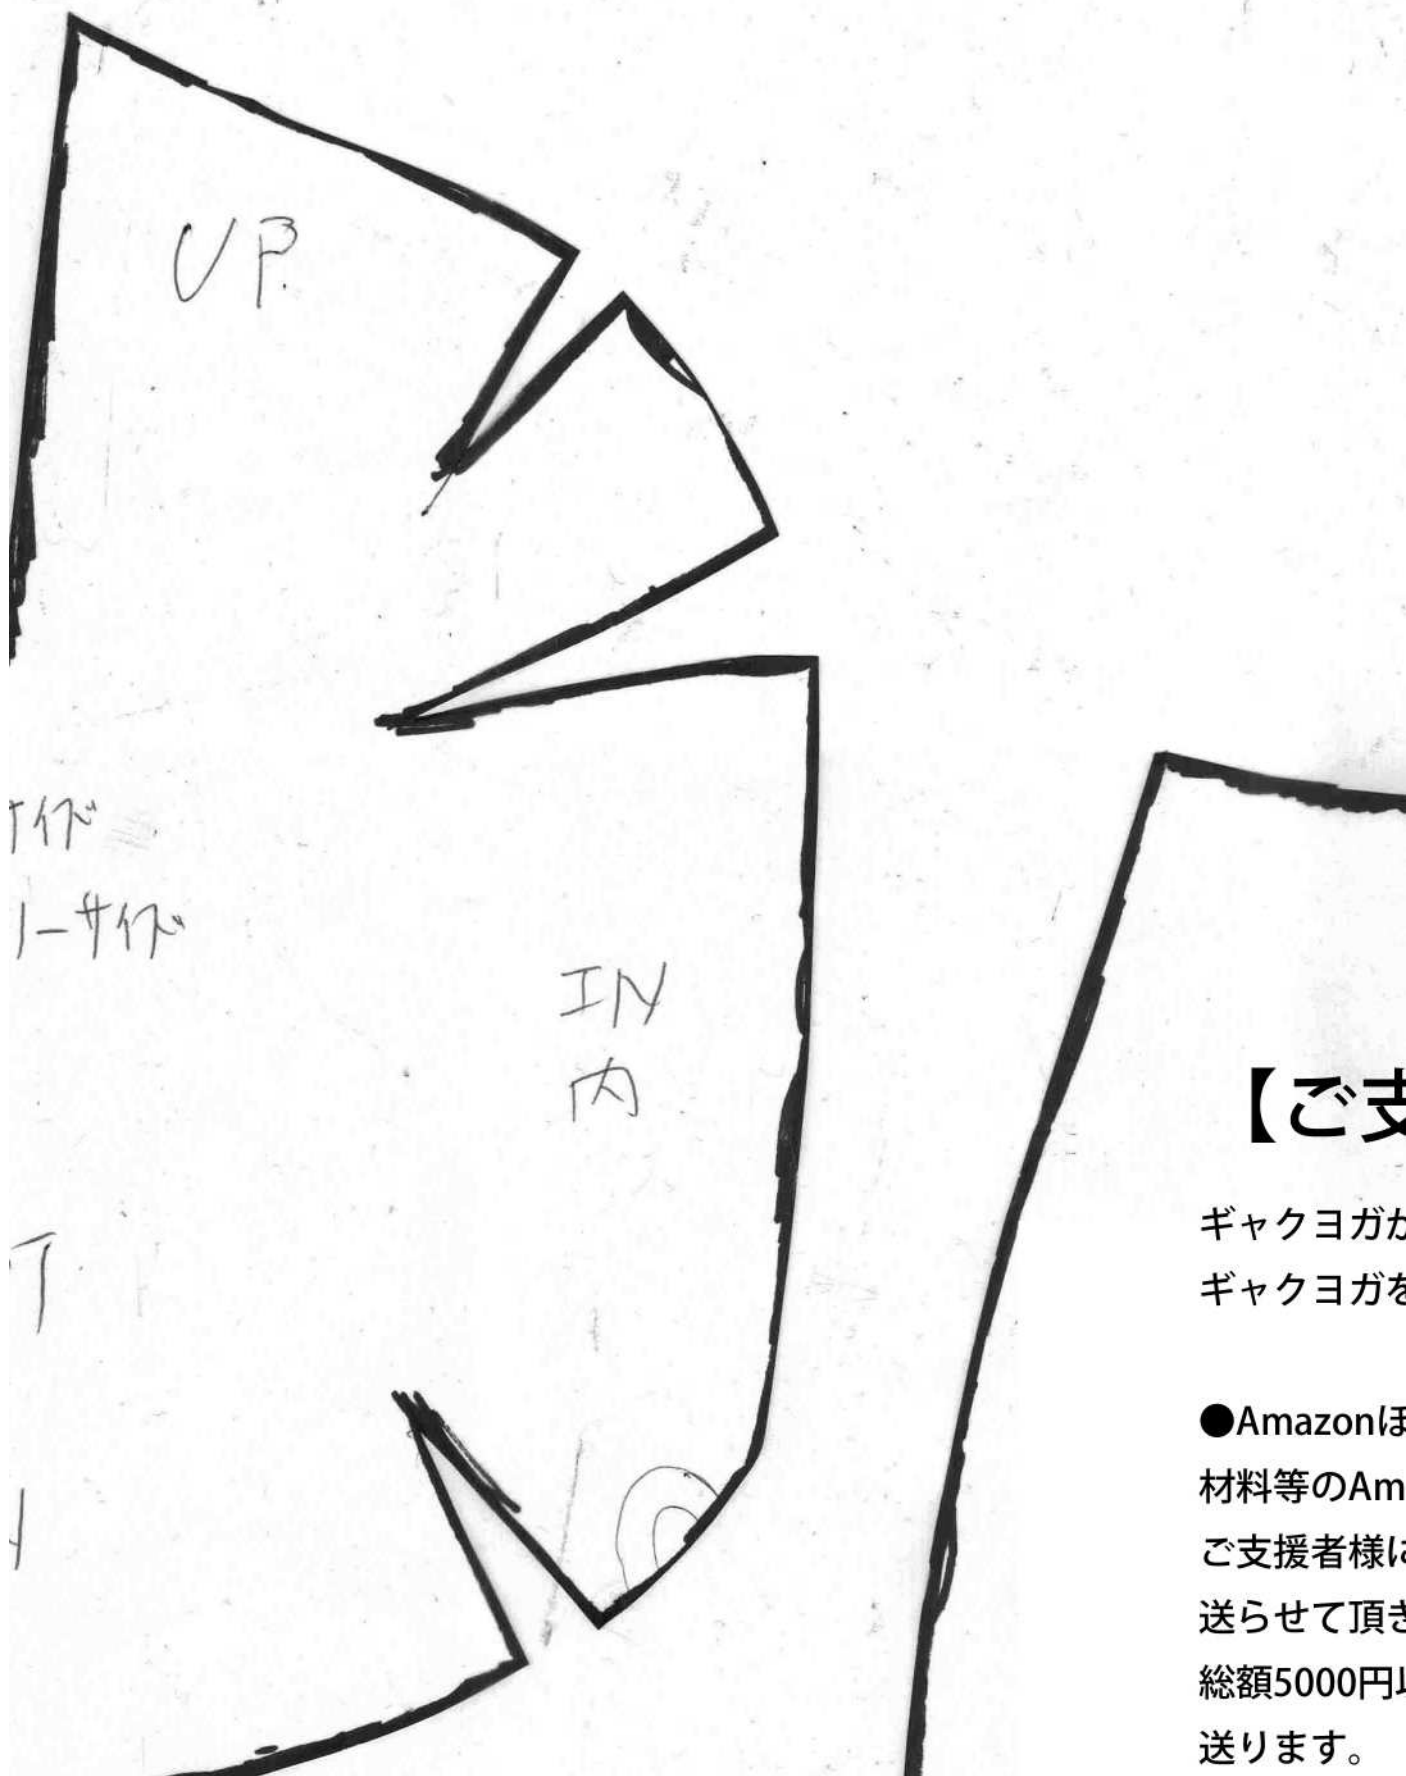 UP.
サイド
リーサイド
IN
内
T
【ご支
ギャクヨガが
ギャクヨガを
●Amazonほ
材料等のAm
ご支援者様に
送らせて頂き
総額5000円以
送ります。